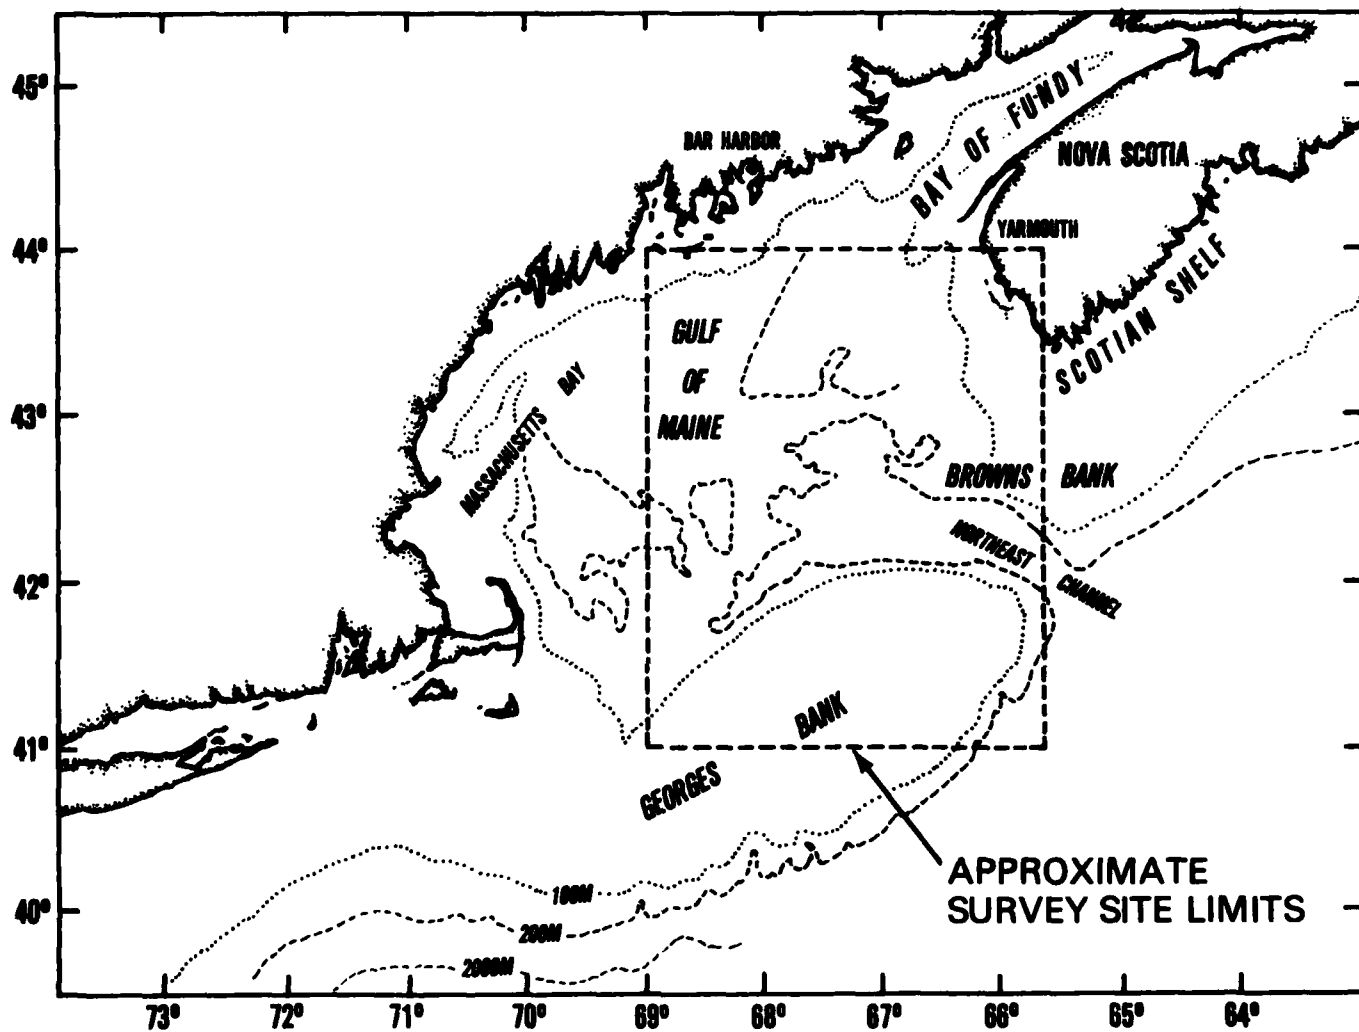 45°
44°
43°
42°
41°
40°
73°
72°
71°
70°
69°
68°
67°
66°
65°
64°
BAR HARBOR
BAY OF FUNDY
NOVA SCOTIA
YARMOUTH
SCOTIAN SHELF
GULF
OF
MAINE
MASSACHUSETTS BAY
BROWNS BANK
NORTHEAST CHANNEL
GEORGES BANK
100M
200M
2000M
APPROXIMATE
SURVEY SITE LIMITS